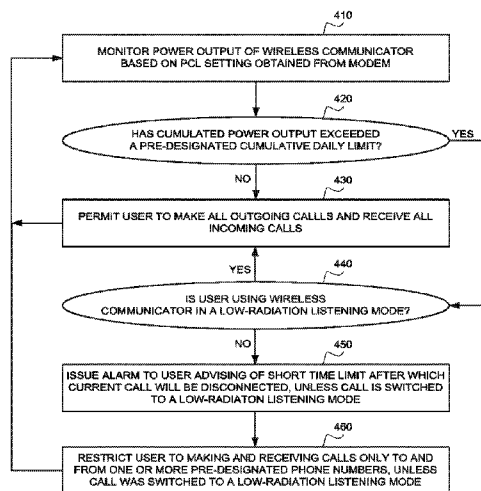 410
MONITOR POWER OUTPUT OF WIRELESS COMMUNICATOR
BASED ON PCL SETTING OBTAINED FROM MODEM
420
HAS CUMULATED POWER OUTPUT EXCEEDED
A PRE-DESIGNATED CUMULATIVE DAILY LIMIT?
YES
NO
430
PERMIT USER TO MAKE ALL OUTGOING CALLLS AND RECEIVE ALL
INCOMING CALLS
YES
440
IS USER USING WIRELESS
COMMUNICATOR IN A LOW-RADIATION LISTENING MODE?
NO
450
ISSUE ALARM TO USER ADVISING OF SHORT TIME LIMIT AFTER WHICH
CURRENT CALL WILL BE DISCONNECTED, UNLESS CALL IS SWITCHED
TO A LOW-RADIATON LISTENING MODE
460
RESTRICT USER TO MAKING AND RECEIVING CALLS ONLY TO AND
FROM ONE OR MORE PRE-DESIGNATED PHONE NUMBERS, UNLESS
CALL WAS SWITCHED TO A LOW-RADIATION LISTENING MODE